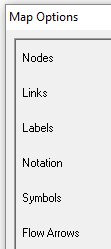 Map Options
Nodes
Links
Labels
Notation
Symbols
Flow Arrows